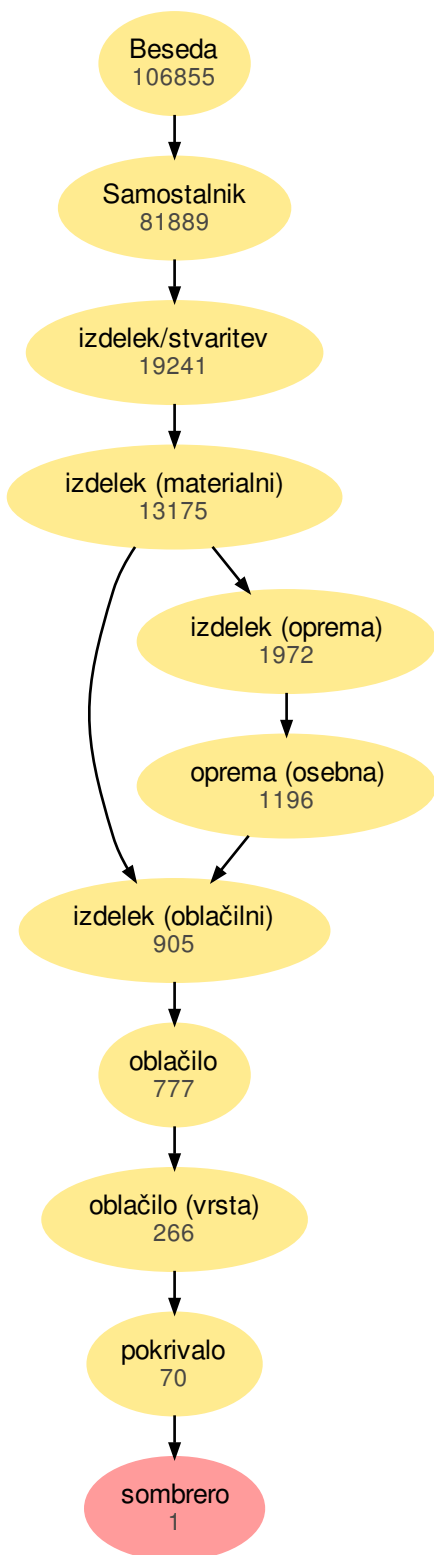 Beseda
106855
Samostalnik
81889
izdelek/stvaritev
19241
izdelek (materialni)
13175
izdelek (oprema)
1972
oprema (osebna)
1196
izdelek (oblačilni)
905
oblačilo
777
oblačilo (vrsta)
266
pokrivalo
70
sombrero
1